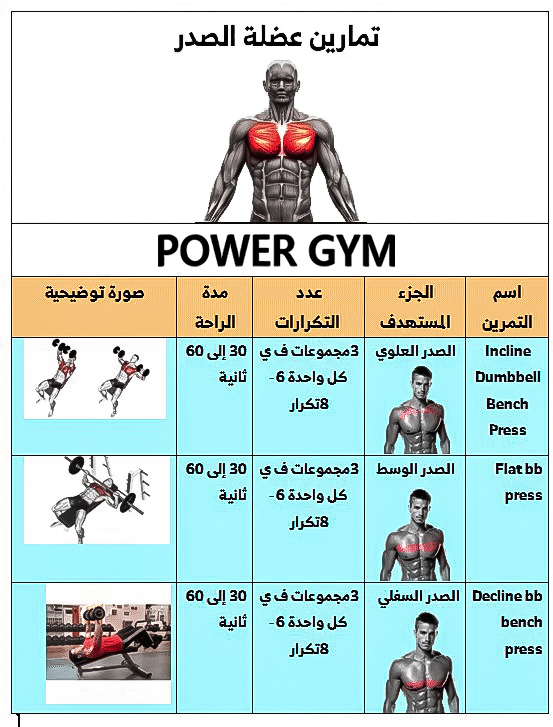 تمارين عضلة الصدر
POWER GYM
اسم
التمرين
الجزء
المستهدف
عدد
التكرارات
مدة
الراحة
صورة توضيحية
Incline
Dumbbell
Bench
Press
الصدر العلوي
3مجموعات ف ي
كل واحدة 6-
8تكرار
30 إلى 60
ثانية
Flat bb
press
الصدر الوسط
3مجموعات ف ي
كل واحدة 6-
8تكرار
30 إلى 60
ثانية
Decline bb
bench
press
الصدر السفلي
3مجموعات ف ي
كل واحدة 6-
8تكرار
30 إلى 60
ثانية